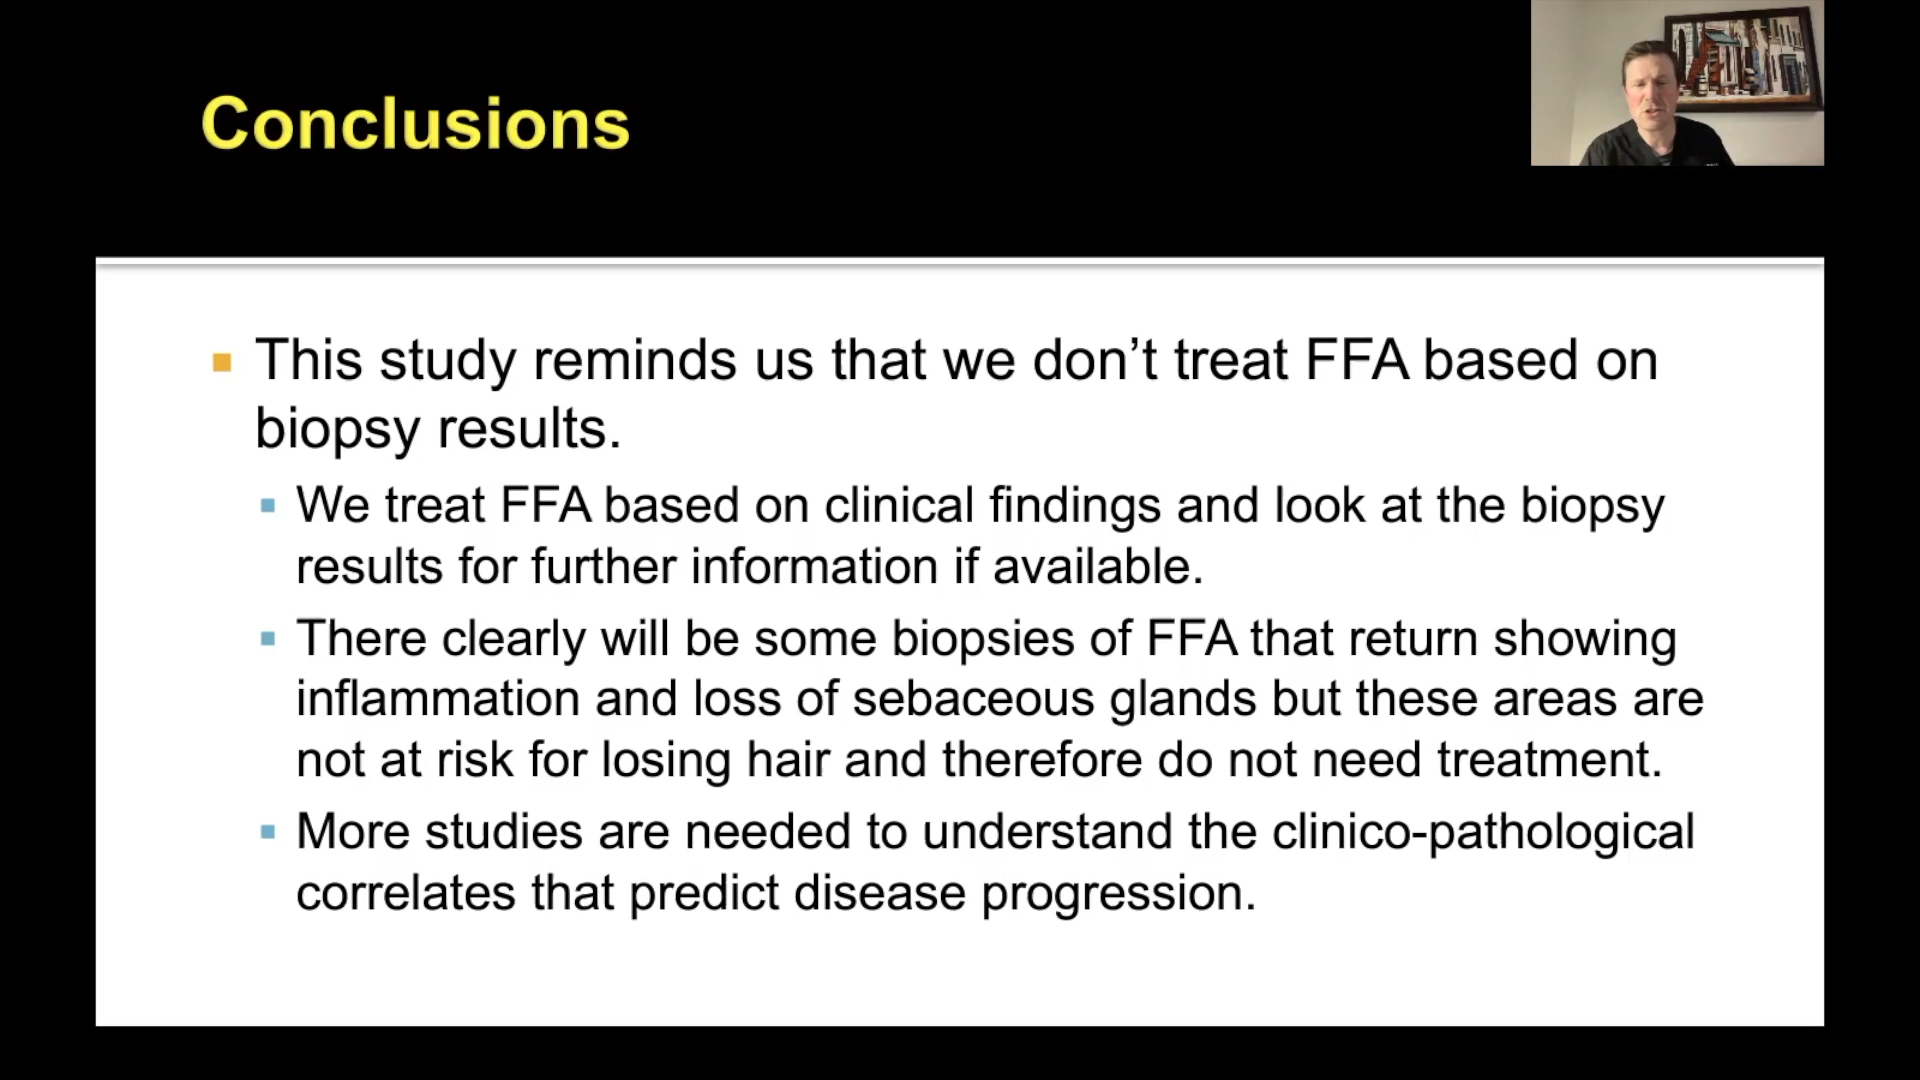 Conclusions
This study reminds us that we don’t treat FFA based on
biopsy results.
We treat FFA based on clinical findings and look at the biopsy
results for further information if available.
There clearly will be some biopsies of FFA that return showing
inflammation and loss of sebaceous glands but these areas are
not at risk for losing hair and therefore do not need treatment.
More studies are needed to understand the clinico-pathological
correlates that predict disease progression.